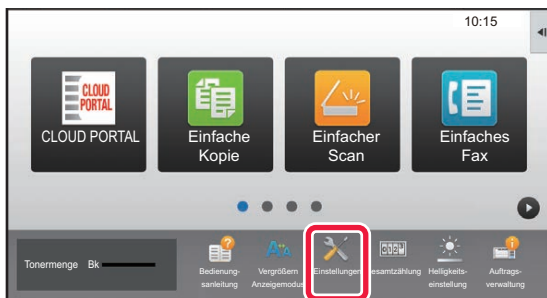 10:15
CLOUD
PORTAL
CLOUD PORTAL
Einfache
Kopie
Einfacher
Scan
Einfaches
Fax
Tonermenge Bk
Bedienung-
sanleitung
Vergrößern
Anzeigemodus
Einstellungen
esamtzählung
Helligkeits-
einstellung
Auftrags-
verwaltung